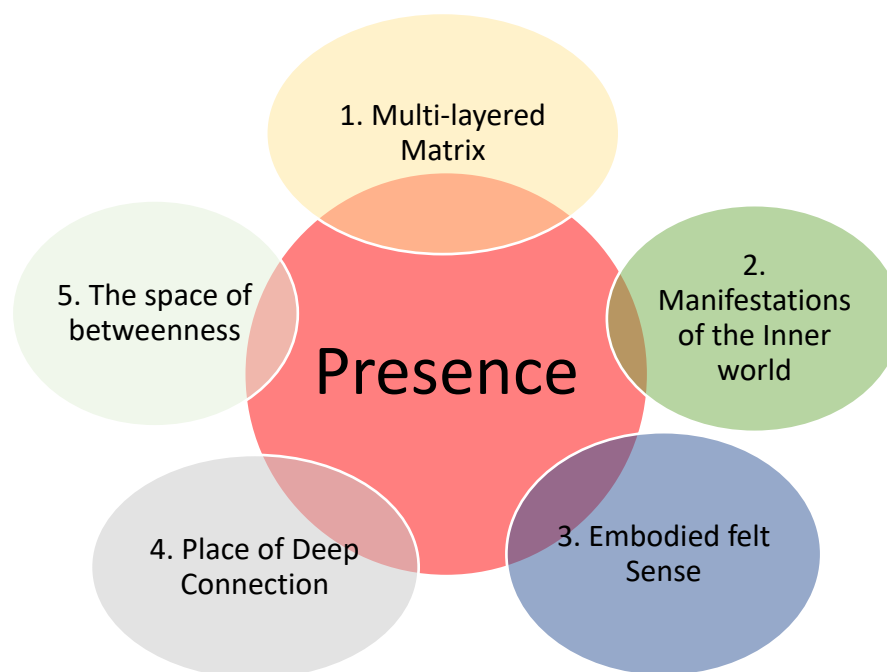 1. Multi-layered
Matrix
2.
Manifestations
of the Inner
world
3. Embodied felt
Sense
4. Place of Deep
Connection
5. The space of
betweenness
Presence